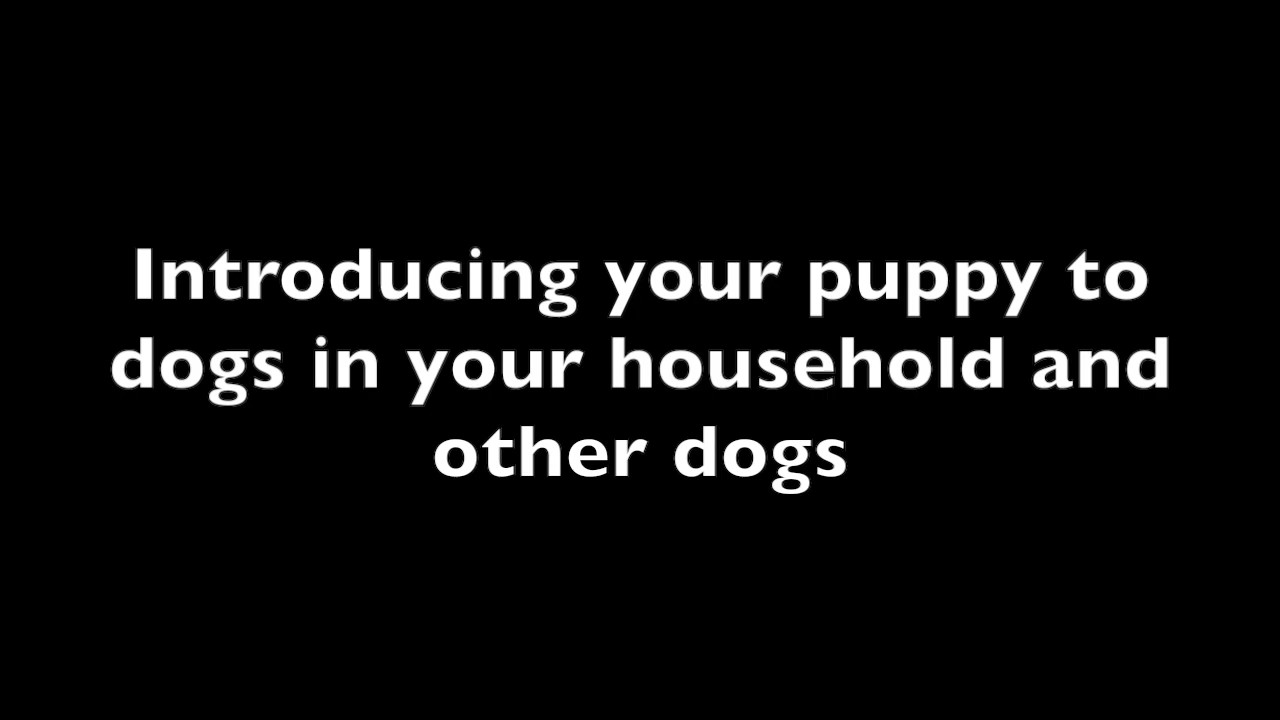 Introducing your puppy to
dogs in your household and
other dogs